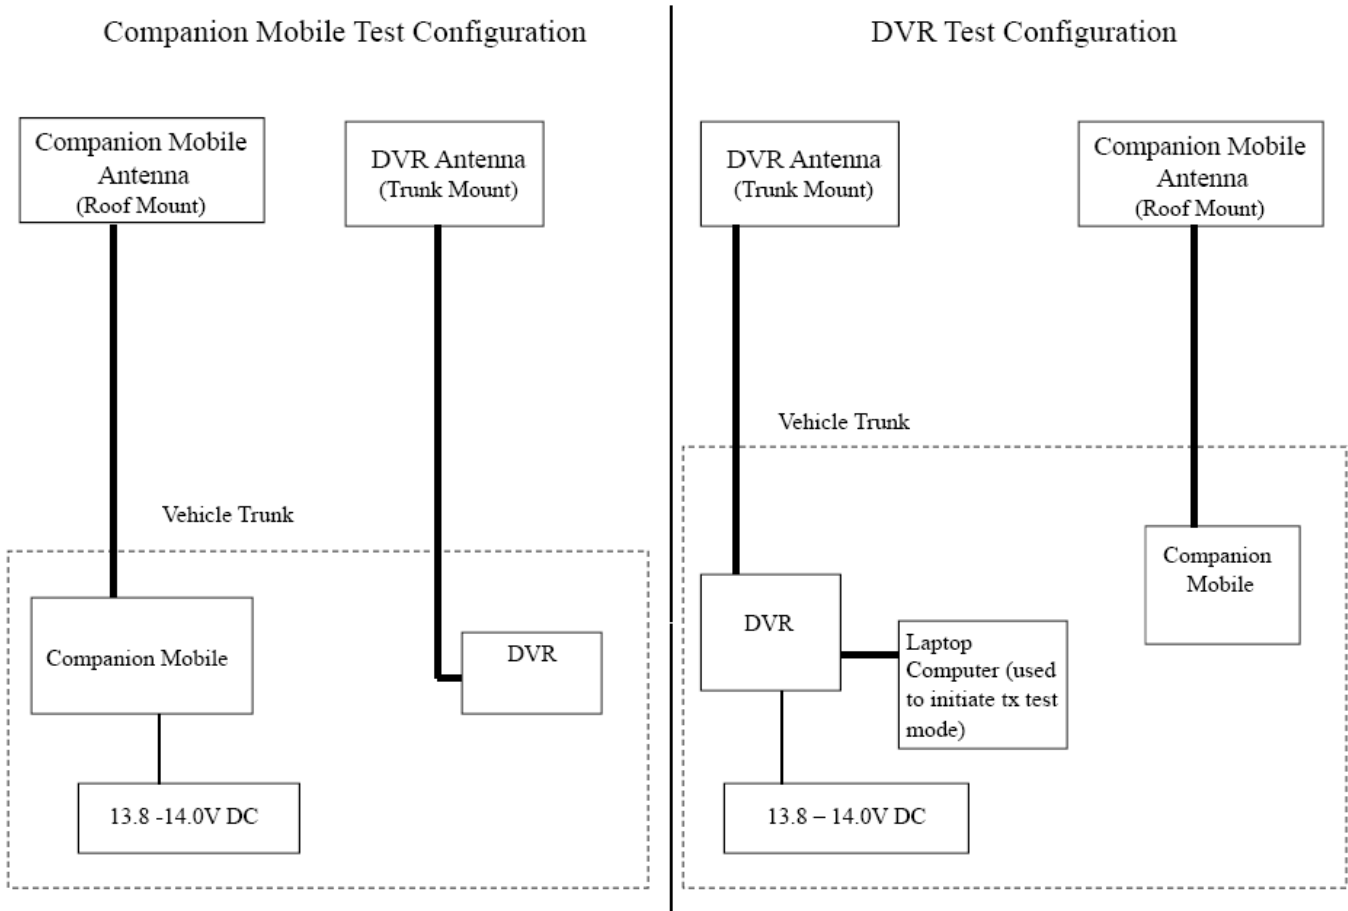 Companion Mobile Test Configuration
Companion Mobile
Antenna
(Roof Mount)
DVR Antenna
(Trunk Mount)
Vehicle Trunk
Companion Mobile
DVR
13.8 -14.0V DC
DVR Test Configuration
DVR Antenna
(Trunk Mount)
Companion Mobile
Antenna
(Roof Mount)
Vehicle Trunk
Companion
Mobile
DVR
Laptop
Computer (used
to initiate tx test
mode)
13.8 – 14.0V DC